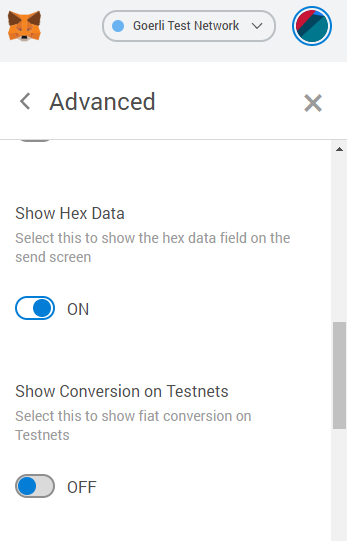 Goerli Test Network
Advanced
Show Hex Data
Select this to show the hex data field on the
send screen
ON
Show Conversion on Testnets
Select this to show fiat conversion on
Testnets
OFF